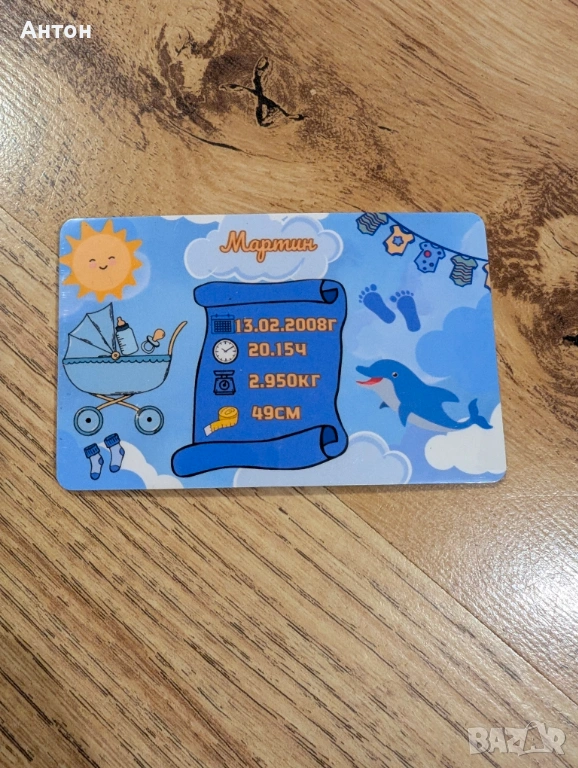 Антон
Мартин
13.02.2008г
20.15ч
2.950кг
49см
BAZAR